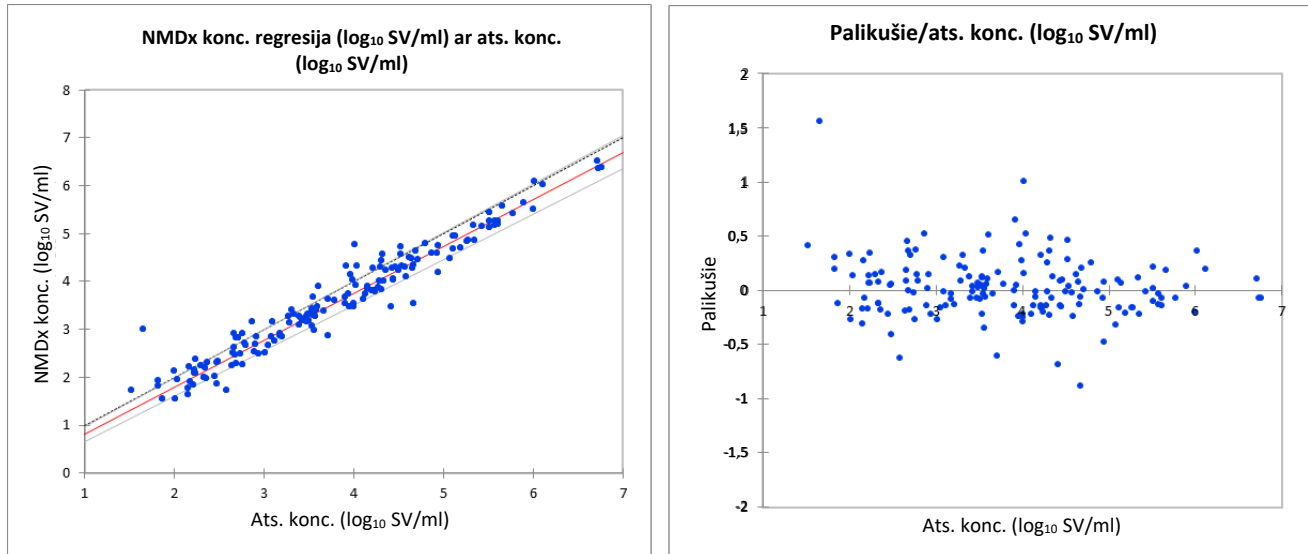 NMDx konc. regresija (log₁₀ SV/ml) ar ats. konc.
(log₁₀ SV/ml)
8
7
6
5
4
3
2
1
0
NMDx konc. (log₁₀ SV/ml)
1 2 3 4 5 6 7
Ats. konc. (log₁₀ SV/ml)
Palikušie/ats. konc. (log₁₀ SV/ml)
2
1,5
1
0,5
0
-0,5
-1
-1,5
-2
Palikušie
1 2 3 4 5 6 7
Ats. konc. (log₁₀ SV/ml)